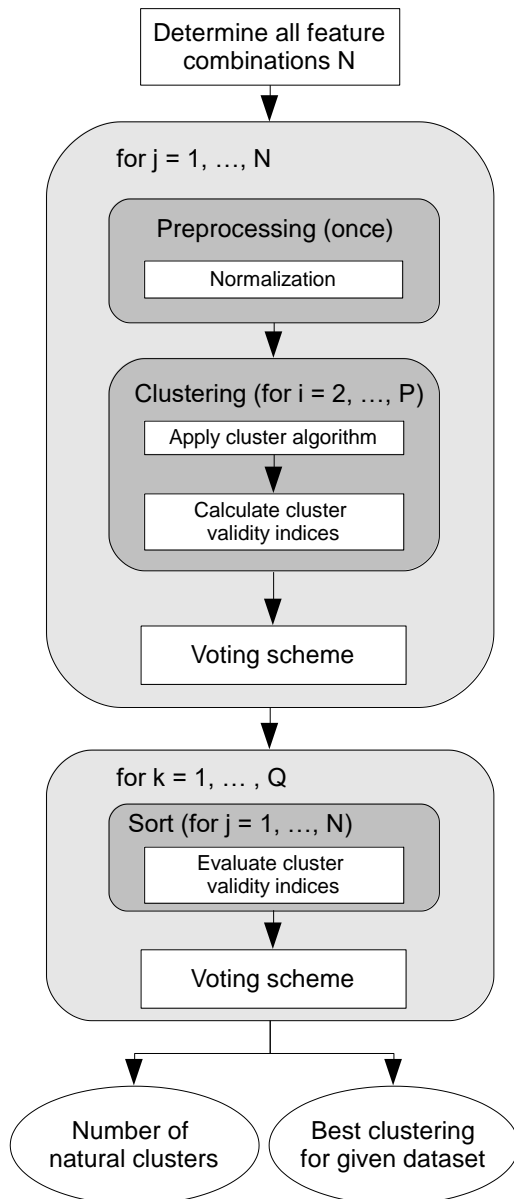 Determine all feature
combinations N
for j = 1, …, N
Preprocessing (once)
Normalization
Clustering (for i = 2, …, P)
Apply cluster algorithm
Calculate cluster
validity indices
Voting scheme
for k = 1, … , Q
Sort (for j = 1, …, N)
Evaluate cluster
validity indices
Voting scheme
Number of
natural clusters
Best clustering
for given dataset